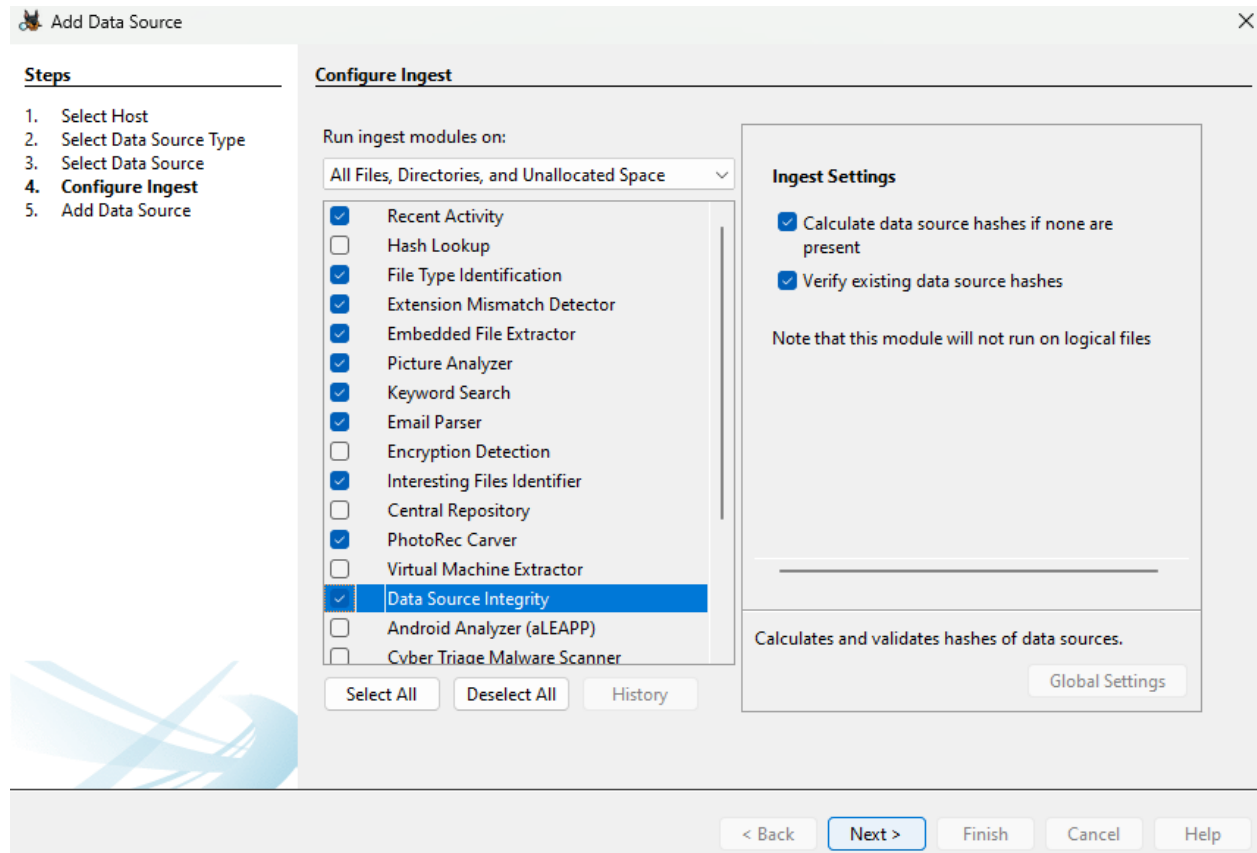 Add Data Source
Steps
1. Select Host
2. Select Data Source Type
3. Select Data Source
4. Configure Ingest
5. Add Data Source
Configure Ingest
Run ingest modules on:
All Files, Directories, and Unallocated Space
Recent Activity
Hash Lookup
File Type Identification
Extension Mismatch Detector
Embedded File Extractor
Picture Analyzer
Keyword Search
Email Parser
Encryption Detection
Interesting Files Identifier
Central Repository
PhotoRec Carver
Virtual Machine Extractor
Data Source Integrity
Android Analyzer (aLEAPP)
Cyber Triage Malware Scanner
Select All
Deselect All
History
Ingest Settings
Calculate data source hashes if none are
present
Verify existing data source hashes
Note that this module will not run on logical files
Calculates and validates hashes of data sources.
Global Settings
< Back
Next >
Finish
Cancel
Help